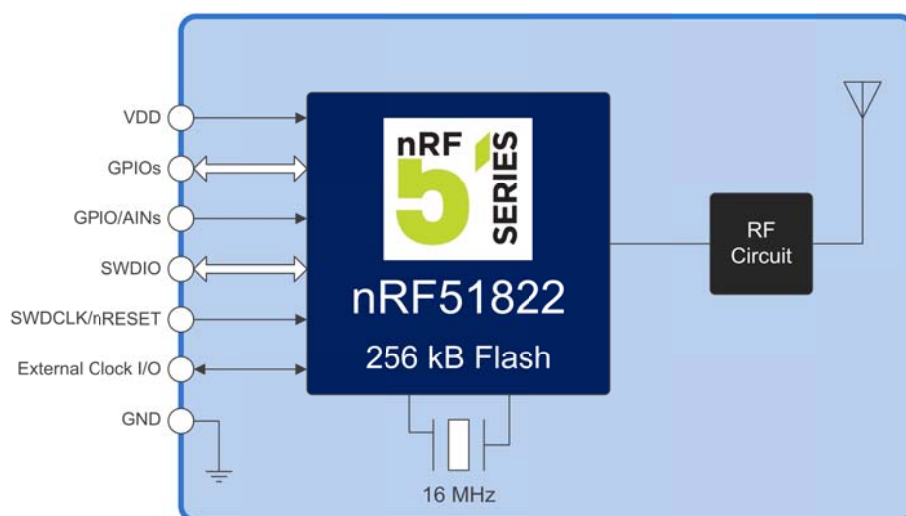 VDD
GPIOs
GPIO/AINs
SWDIO
SWDCLK/nRESET
External Clock I/O
GND
nRF
5
SERIES
nRF51822
256 kB Flash
16 MHz
RF
Circuit